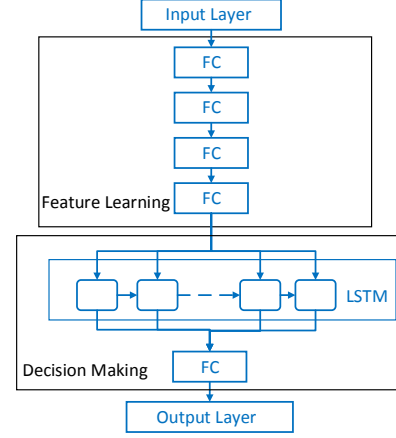 Input Layer
FC
FC
FC
FC
Feature Learning
LSTM
FC
Decision Making
Output Layer